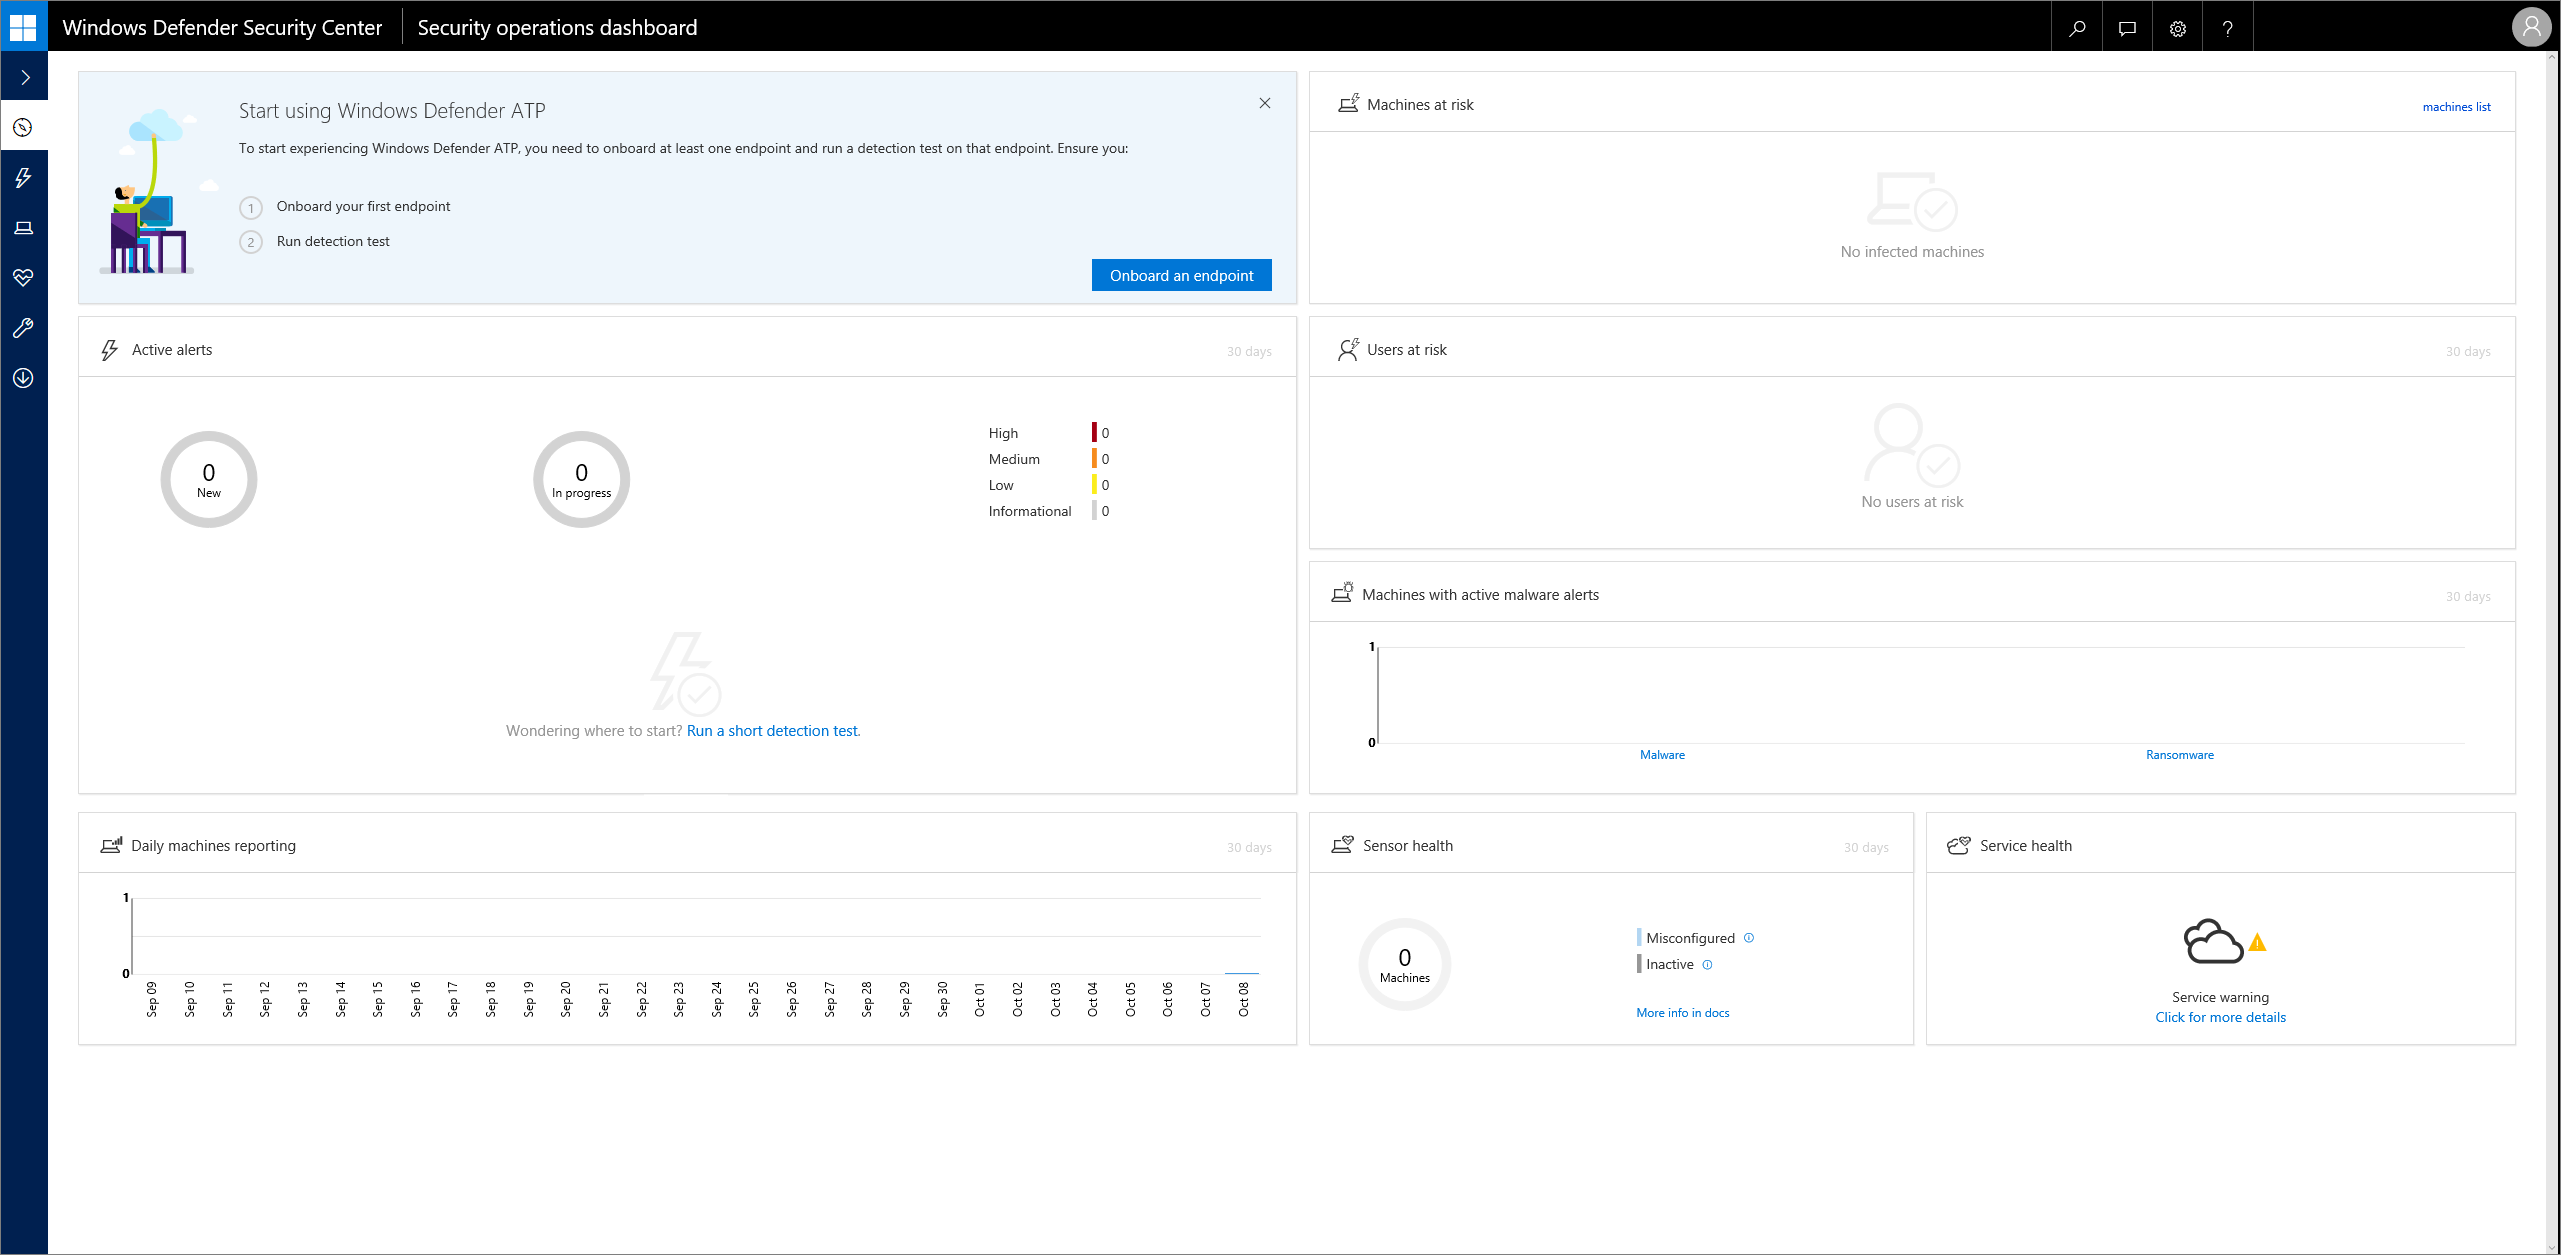 Windows Defender Security Center
Security operations dashboard
?
Start using Windows Defender ATP
To start experiencing Windows Defender ATP, you need to onboard at least one endpoint and run a detection test on that endpoint. Ensure you:
1 Onboard your first endpoint
2 Run detection test
Onboard an endpoint
Machines at risk
machines list
No infected machines
Active alerts
30 days
0
New
0
In progress
High 0
Medium 0
Low 0
Informational 0
Wondering where to start? Run a short detection test.
Users at risk
30 days
No users at risk
Machines with active malware alerts
30 days
1
0
Malware
Ransomware
Daily machines reporting
30 days
1
0
Sep 09
Sep 10
Sep 11
Sep 12
Sep 13
Sep 14
Sep 15
Sep 16
Sep 17
Sep 18
Sep 19
Sep 20
Sep 21
Sep 22
Sep 23
Sep 24
Sep 25
Sep 26
Sep 27
Sep 28
Sep 29
Sep 30
Oct 01
Oct 02
Oct 03
Oct 04
Oct 05
Oct 06
Oct 07
Oct 08
Sensor health
30 days
0
Machines
Misconfigured
Inactive
More info in docs
Service health
Service warning
Click for more details